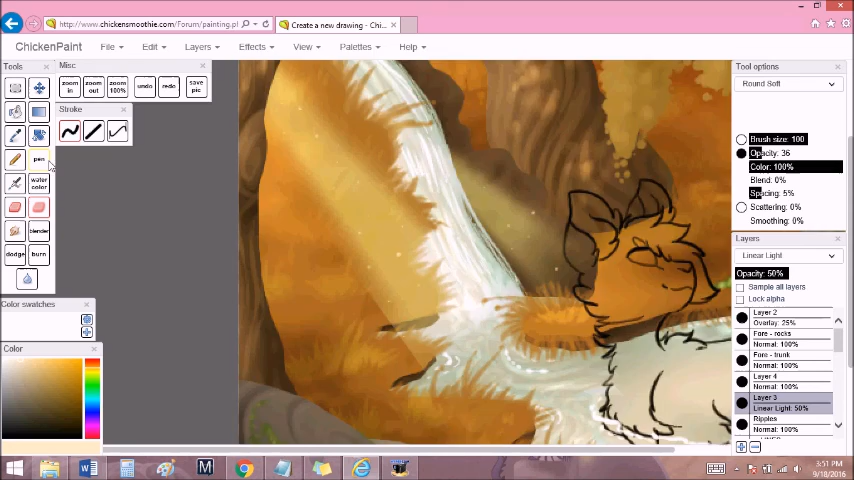 http://www.chickensmoothie.com/Forum/painting.pl
Create a new drawing - Chi...
ChickenPaint
File
Edit
Layers
Effects
View
Palettes
Help
Tools
Misc
zoom in
zoom out
zoom 100%
undo
redo
save pic
Stroke
pen
water color
blender
dodge
burn
Color swatches
Color
Tool options
Round Soft
Brush size: 100
Opacity: 36
Color: 100%
Blend: 0%
Spacing: 5%
Scattering: 0%
Smoothing: 0%
Layers
Linear Light
Opacity: 50%
Sample all layers
Lock alpha
Layer 2
Overlay: 25%
Fore - rocks
Normal: 100%
Fore - trunk
Normal: 100%
Layer 4
Normal: 100%
Layer 3
Linear Light: 50%
Ripples
Normal: 100%
3:51 PM
9/18/2016